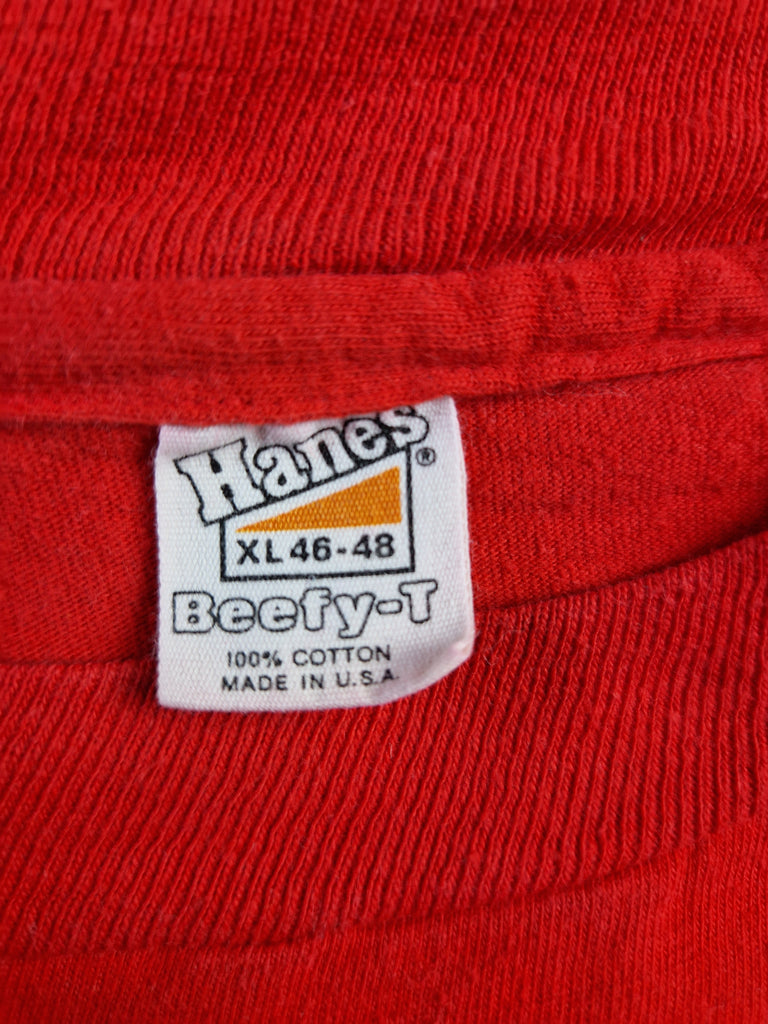 Hanes®
XL 46-48
Beefy-T
100% COTTON
MADE IN U.S.A.